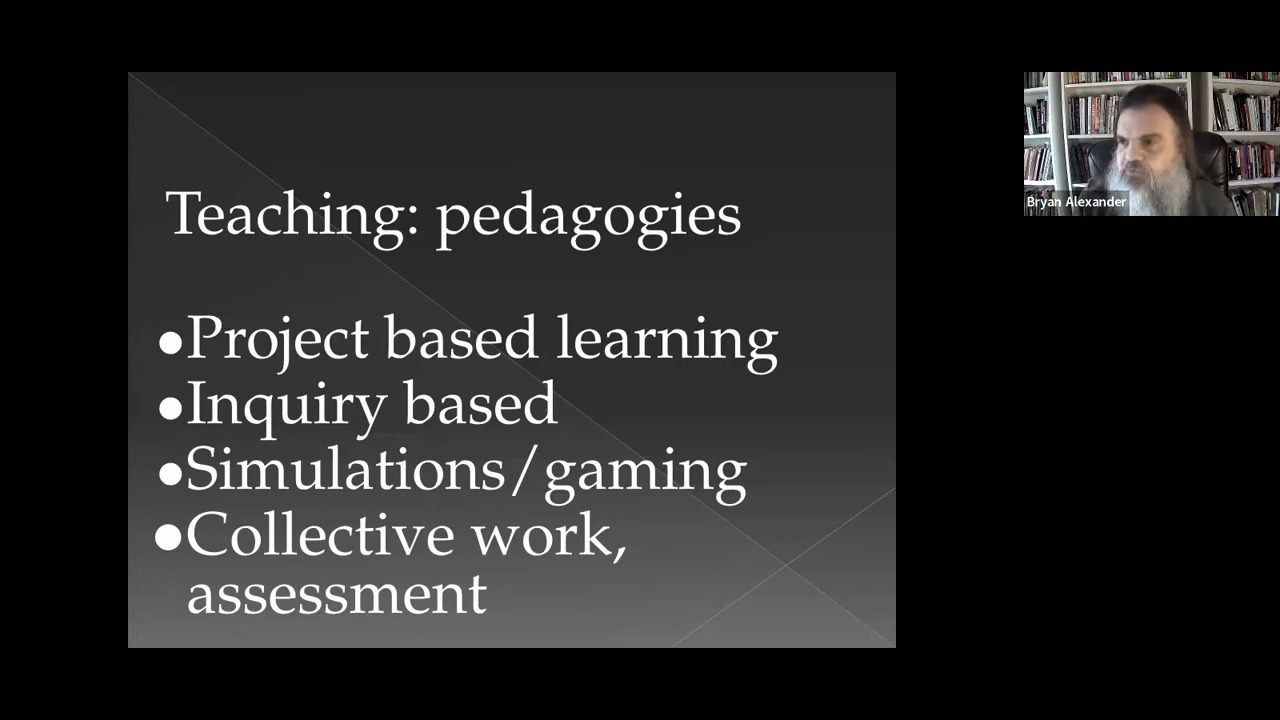 Teaching: pedagogies
●Project based learning
●Inquiry based
●Simulations/gaming
●Collective work,
assessment
Bryan Alexander